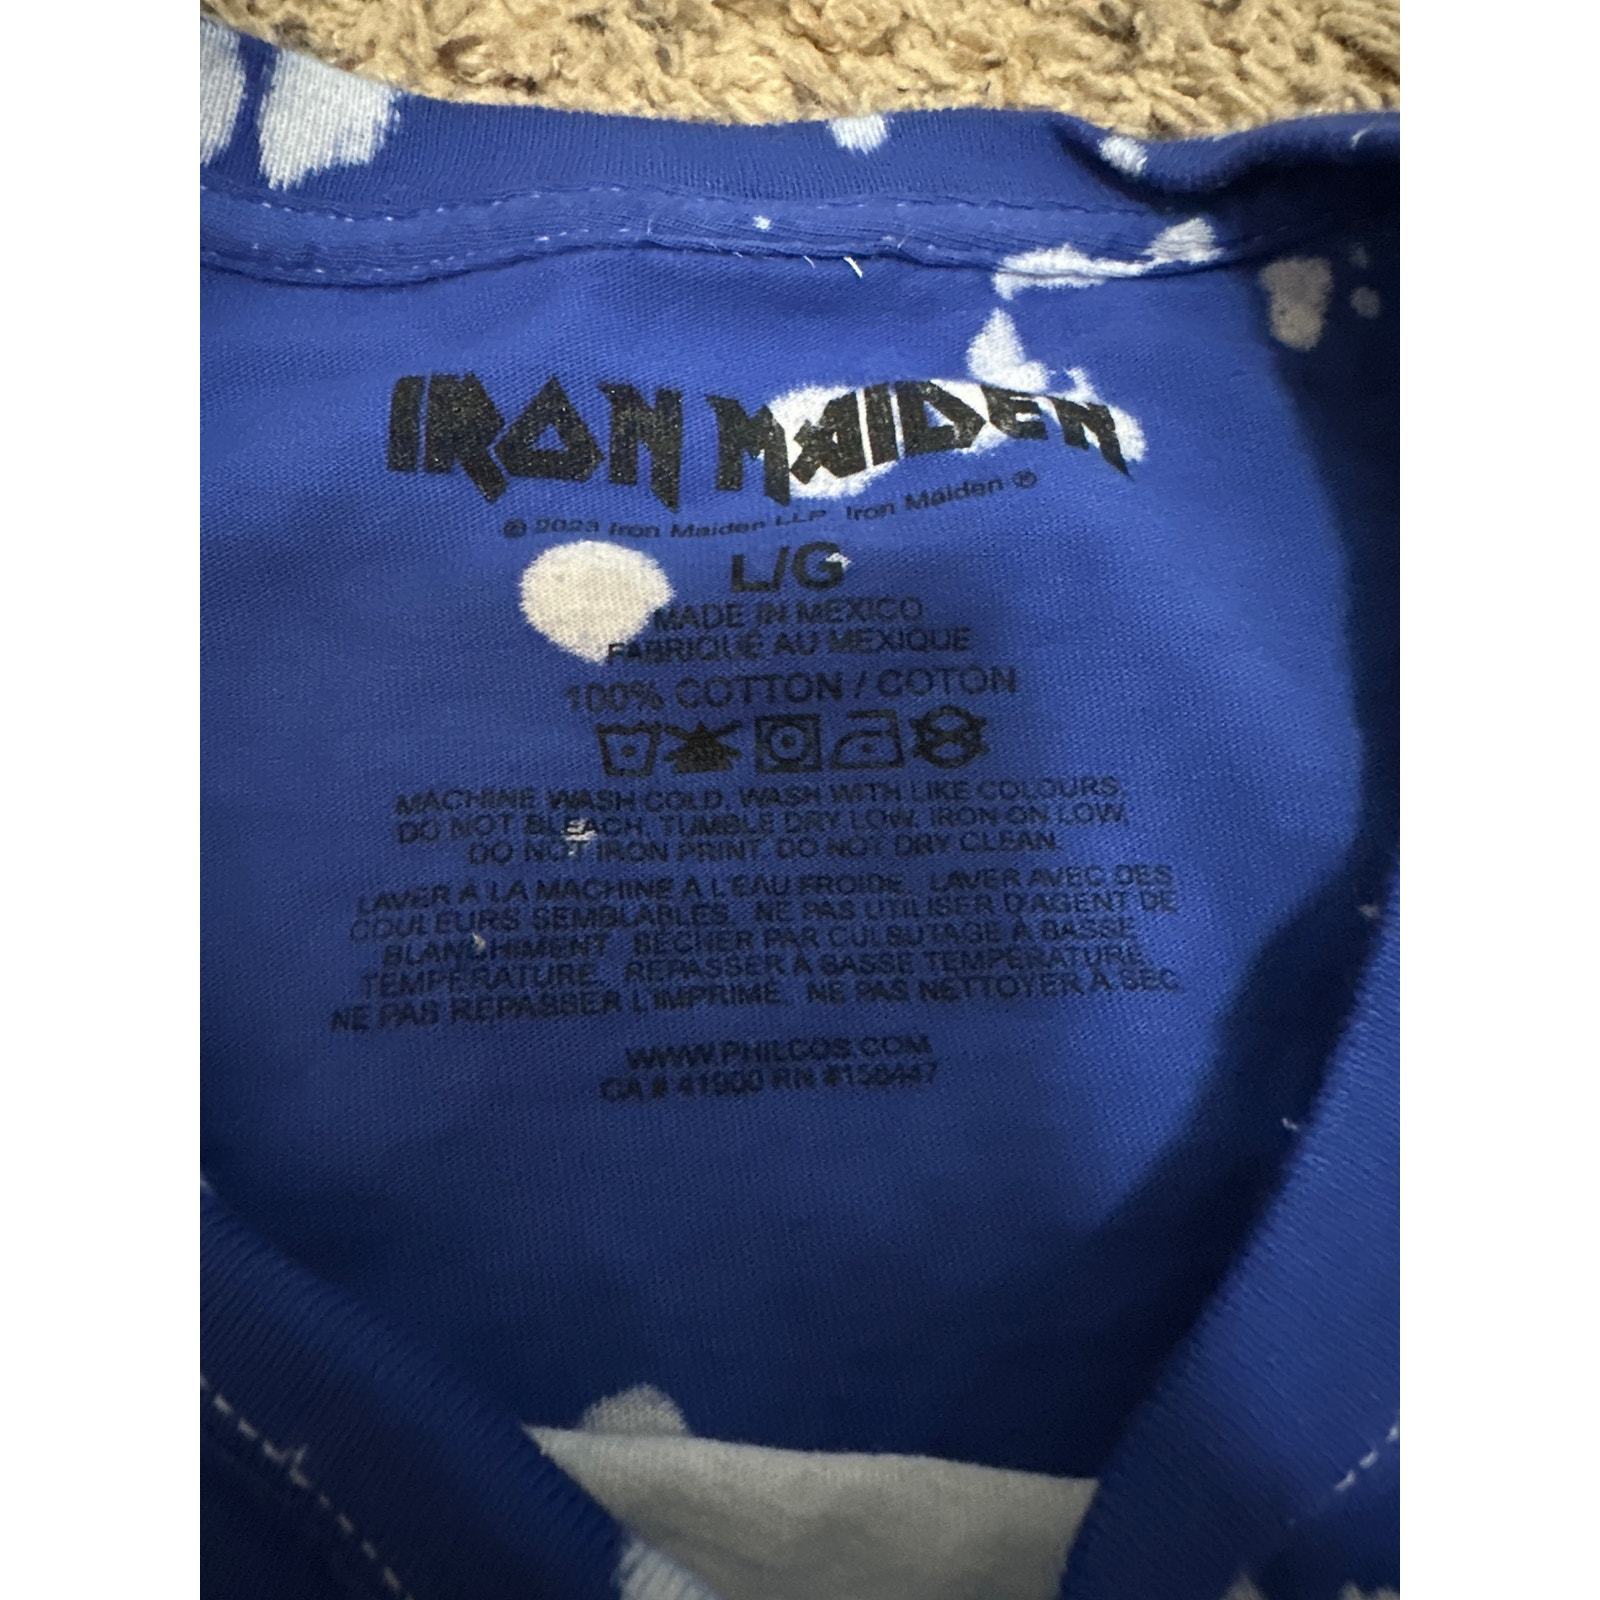 IRON MAIDEN
© 2023 Iron Maiden LLP. Iron Maiden ®
L/G
MADE IN MEXICO
FABRIQUÉ AU MEXIQUE
100% COTTON / COTON
MACHINE WASH COLD. WASH WITH LIKE COLOURS.
DO NOT BLEACH. TUMBLE DRY LOW. IRON ON LOW.
DO NOT IRON PRINT. DO NOT DRY CLEAN.
LAVER À LA MACHINE À L'EAU FROIDE. LAVER AVEC DES
COULEURS SEMBLABLES. NE PAS UTILISER D'AGENT DE
BLANCHIMENT. SÉCHER PAR CULBUTAGE À BASSE
TEMPÉRATURE. REPASSER À BASSE TEMPÉRATURE.
NE PAS REPASSER L'IMPRIMÉ. NE PAS NETTOYER À SEC
WWW.PHILCOS.COM
CA # 41900 RN #156447